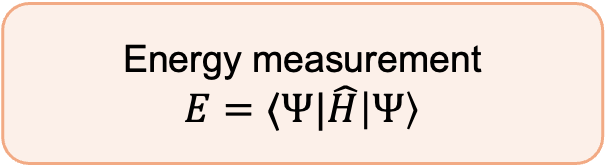 Energy measurement
E = ⟨Ψ|Ĥ|Ψ⟩